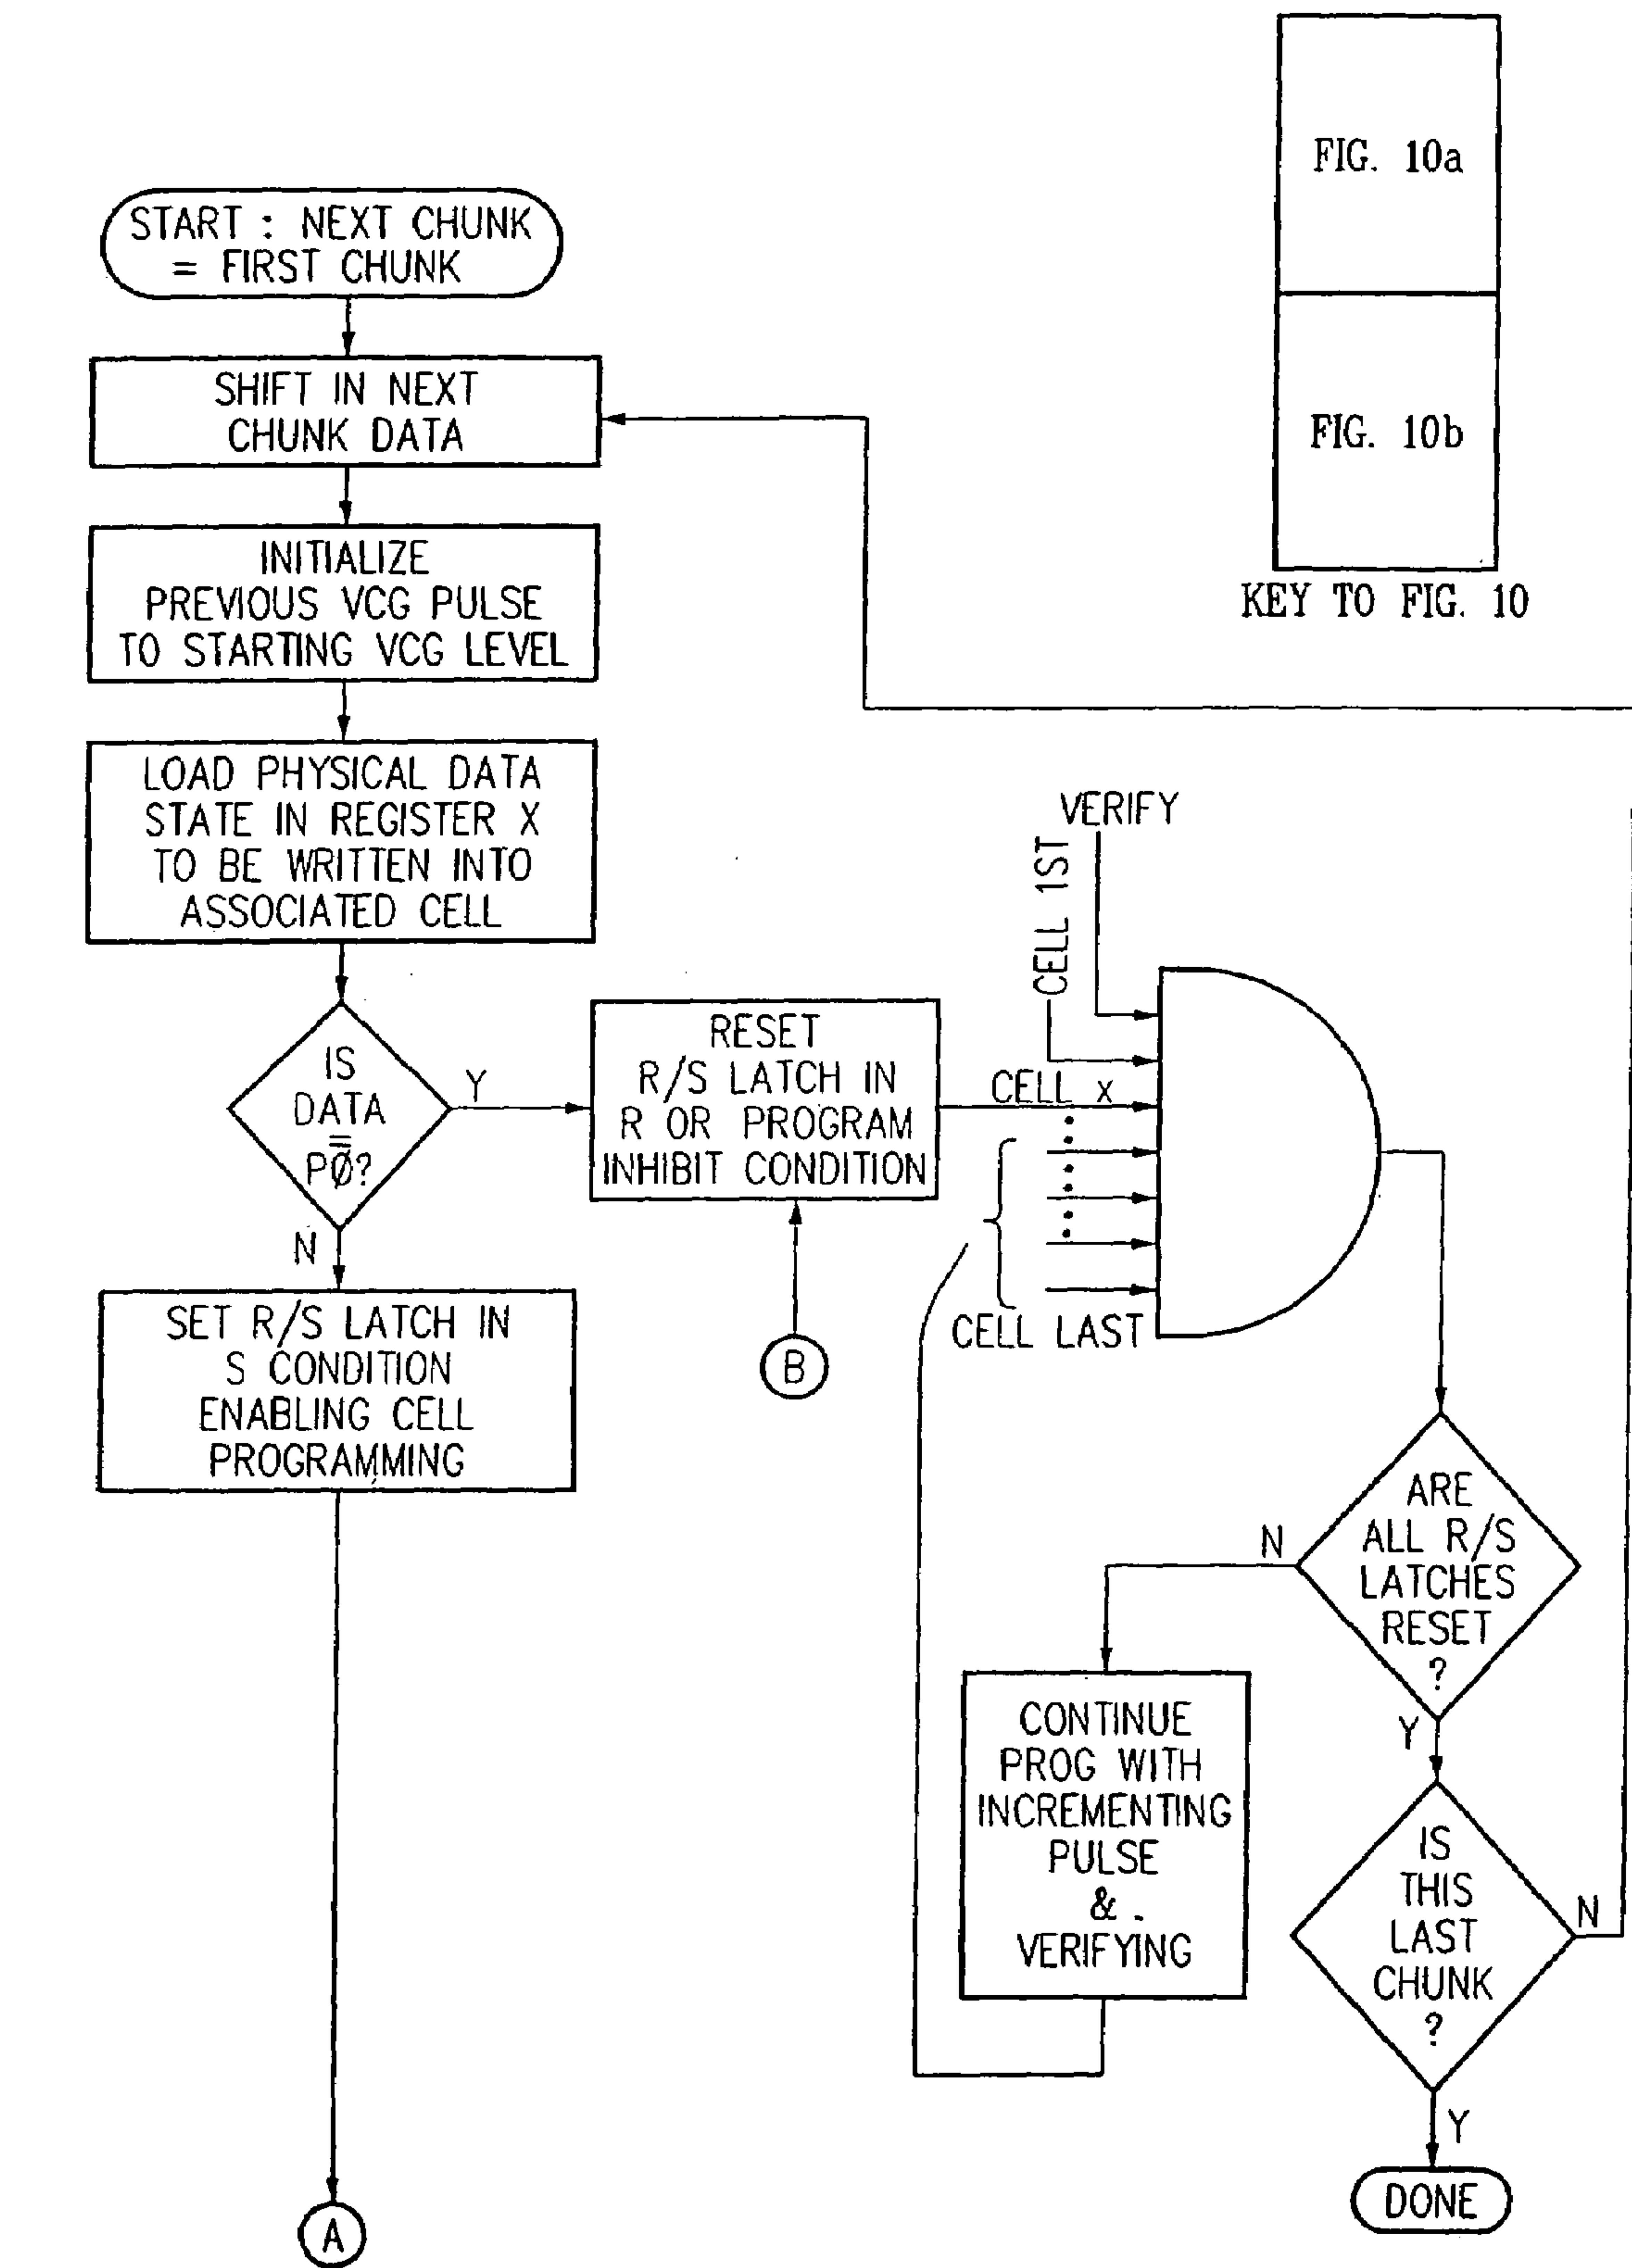 FIG. 10a
FIG. 10b
KEY TO FIG. 10
START : NEXT CHUNK
= FIRST CHUNK
SHIFT IN NEXT
CHUNK DATA
INITIALIZE
PREVIOUS VCG PULSE
TO STARTING VCG LEVEL
LOAD PHYSICAL DATA
STATE IN REGISTER X
TO BE WRITTEN INTO
ASSOCIATED CELL
IS
DATA
=
PØ?
Y
N
RESET
R/S LATCH IN
R OR PROGRAM
INHIBIT CONDITION
B
SET R/S LATCH IN
S CONDITION
ENABLING CELL
PROGRAMMING
A
VERIFY
CELL 1ST
CELL x
CELL LAST
ARE
ALL R/S
LATCHES
RESET
?
N
Y
CONTINUE
PROG WITH
INCREMENTING
PULSE
&
VERIFYING
IS
THIS
LAST
CHUNK
?
N
Y
DONE